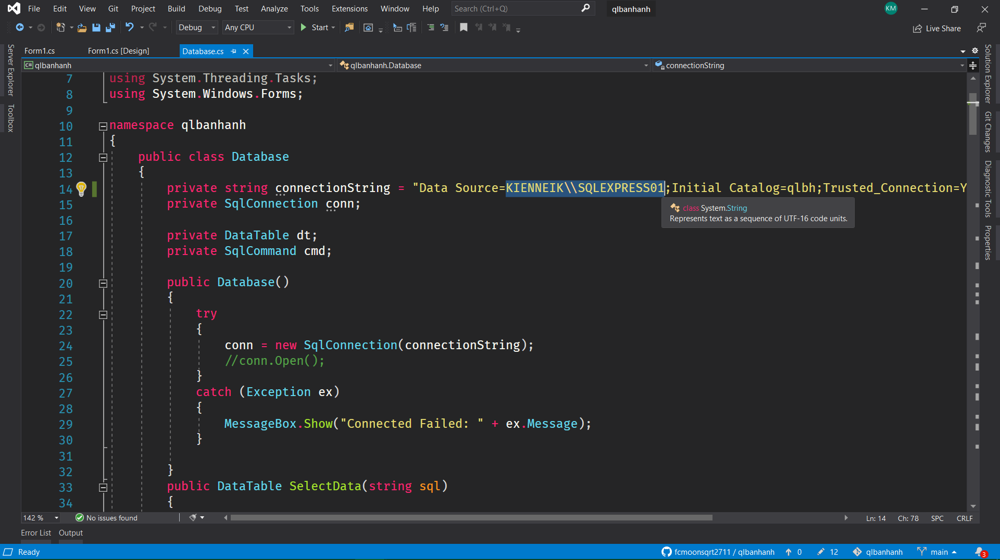 File Edit View Git Project Build Debug Test Analyze Tools Extensions Window Help Search (Ctrl+Q) qlbanhanh KM
Debug Any CPU Start Live Share
Form1.cs Form1.cs [Design] Database.cs
C# qlbanhanh qlbanhanh.Database connectionString
Server Explorer
Toolbox
Solution Explorer
Git Changes
Diagnostic Tools
Properties
7 using System.Threading.Tasks;
8 using System.Windows.Forms;
9
10 namespace qlbanhanh
11 {
12 public class Database
13 {
14 private string connectionString = "Data Source=KIENNEIK\\SQLEXPRESS01;Initial Catalog=qlbh;Trusted_Connection=Y
15 private SqlConnection conn;
class System.String
Represents text as a sequence of UTF-16 code units.
16
17 private DataTable dt;
18 private SqlCommand cmd;
19
20 public Database()
21 {
22 try
23 {
24 conn = new SqlConnection(connectionString);
25 //conn.Open();
26 }
27 catch (Exception ex)
28 {
29 MessageBox.Show("Connected Failed: " + ex.Message);
30 }
31
32 }
33 public DataTable SelectData(string sql)
34 {
142 % No issues found Ln: 14 Ch: 78 SPC CRLF
Error List Output
Ready fcmoonsqrt2711 / qlbanhanh 0 12 qlbanhanh main 3